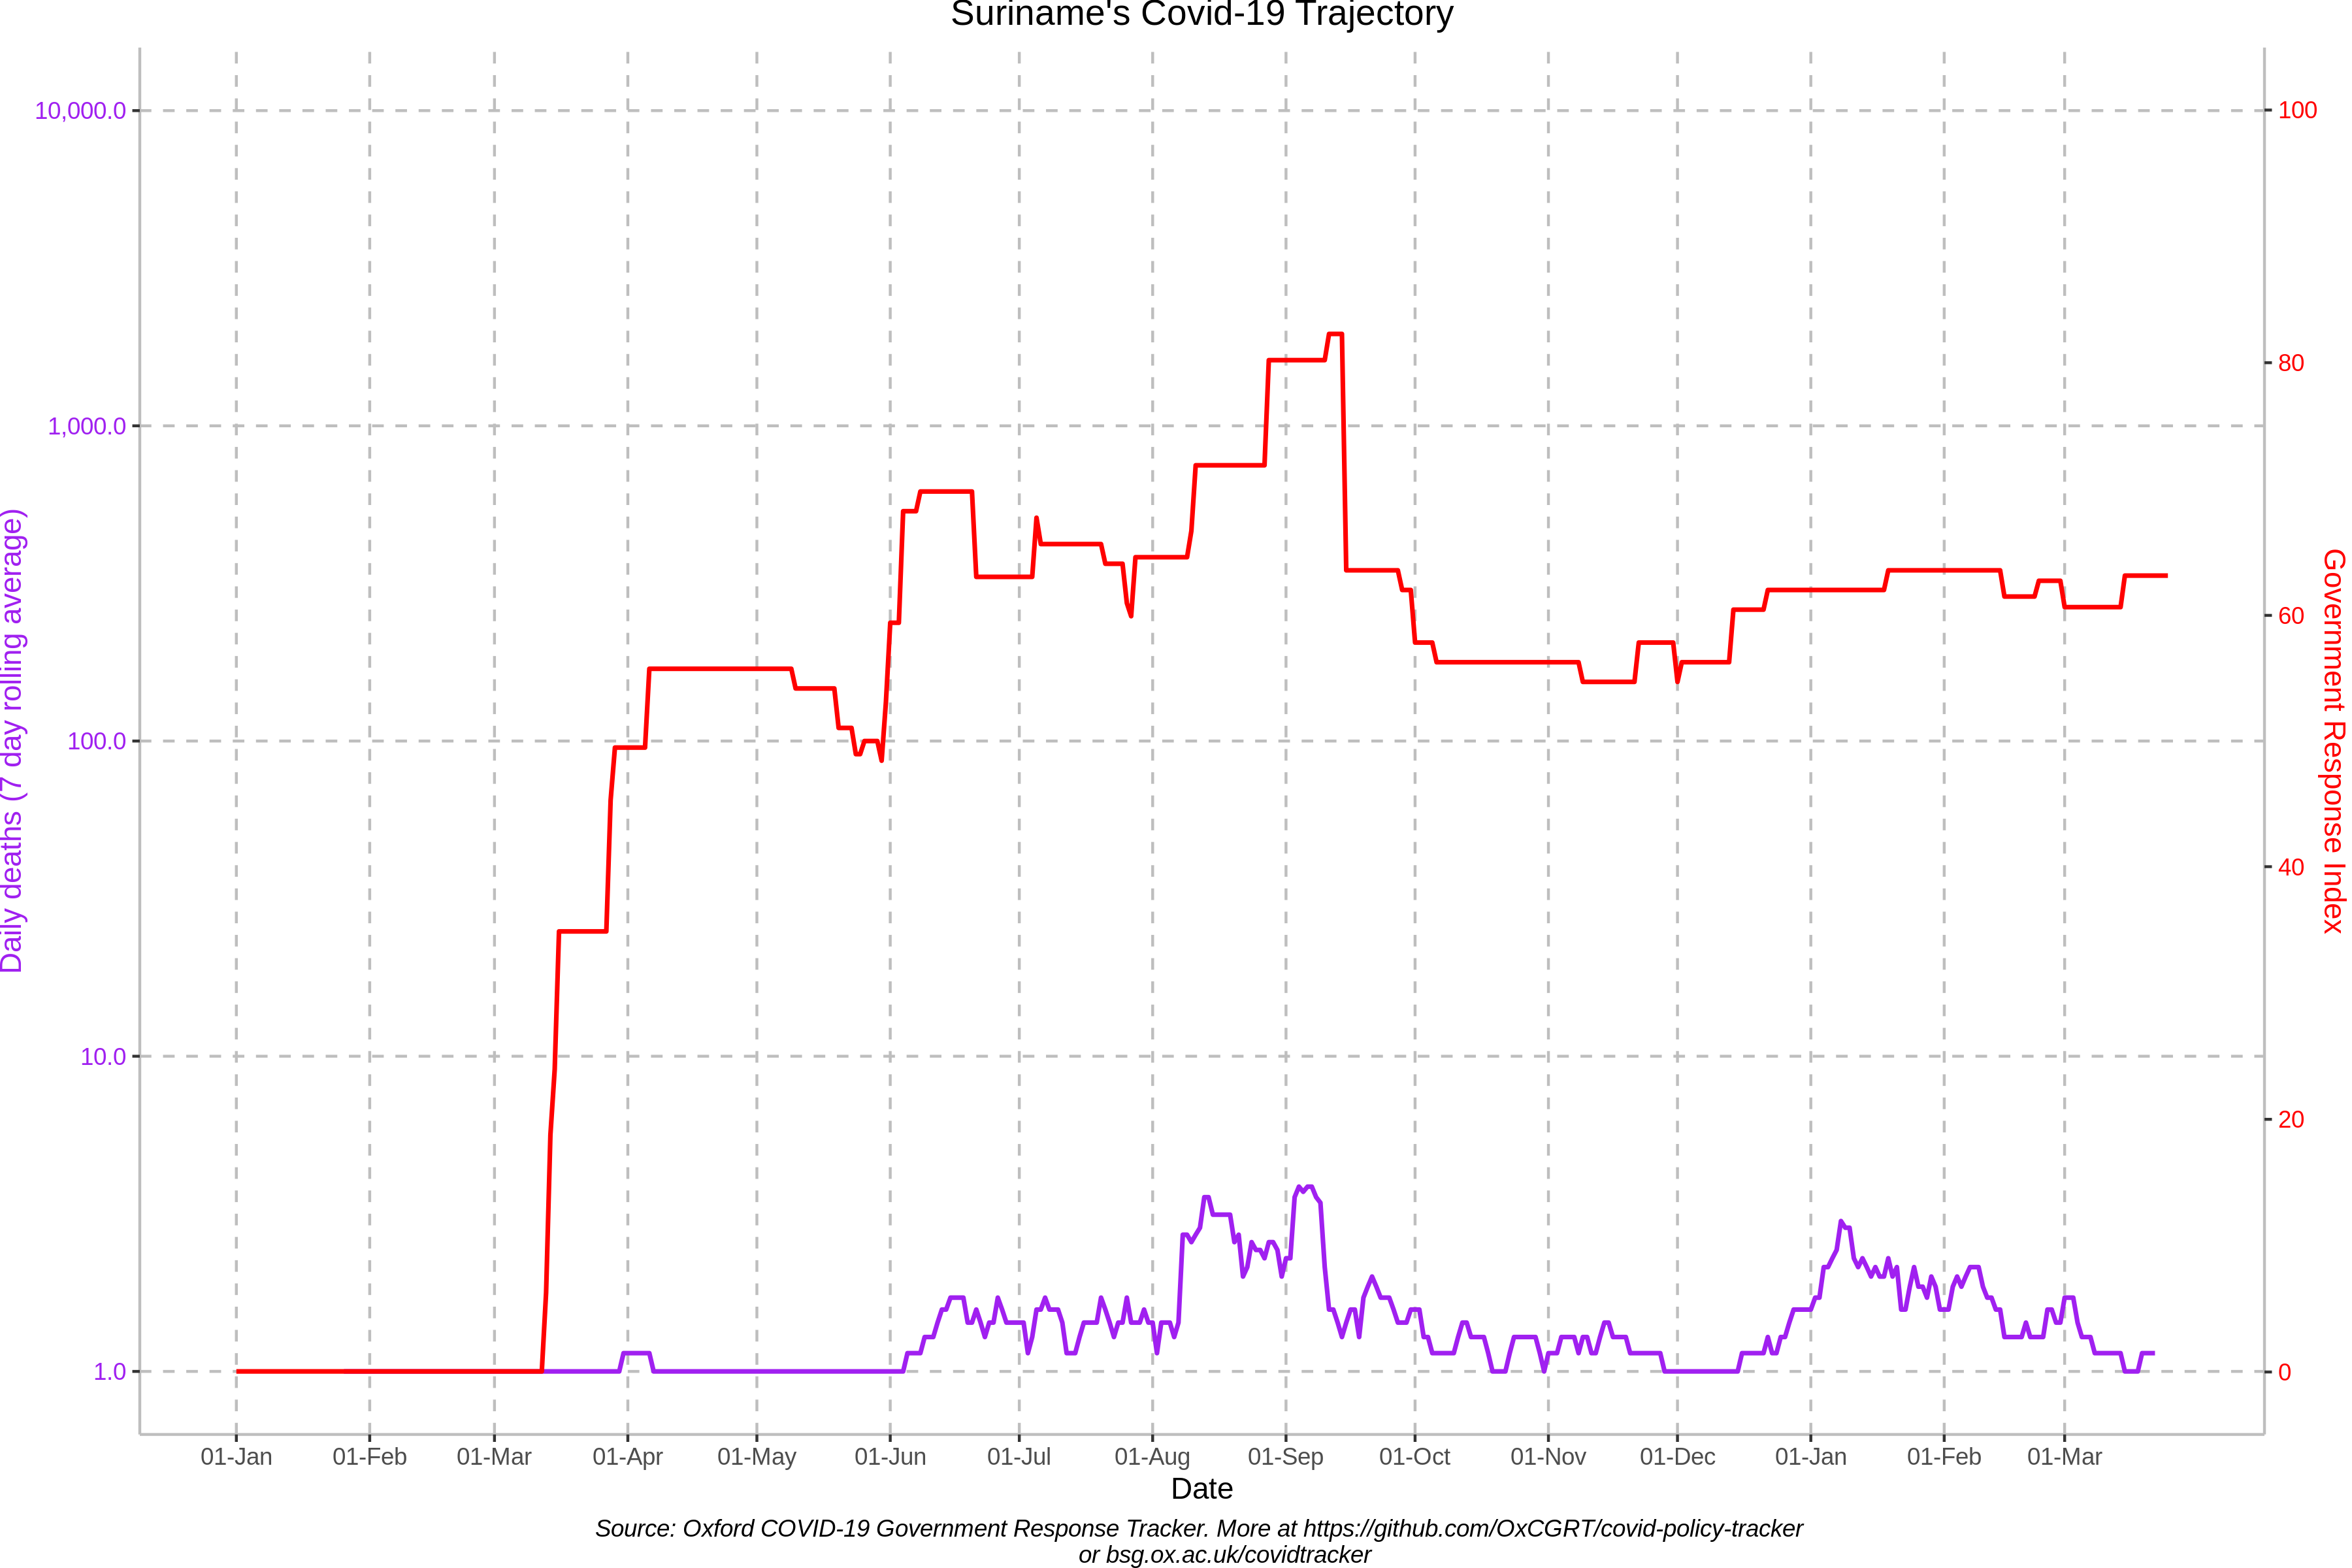 Suriname's Covid-19 Trajectory
10,000.0
1,000.0
100.0
10.0
1.0
Daily deaths (7 day rolling average)
100
80
60
40
20
0
Government Response Index
01-Jan 01-Feb 01-Mar 01-Apr 01-May 01-Jun 01-Jul 01-Aug 01-Sep 01-Oct 01-Nov 01-Dec 01-Jan 01-Feb 01-Mar
Date
Source: Oxford COVID-19 Government Response Tracker. More at https://github.com/OxCGRT/covid-policy-tracker
or bsg.ox.ac.uk/covidtracker